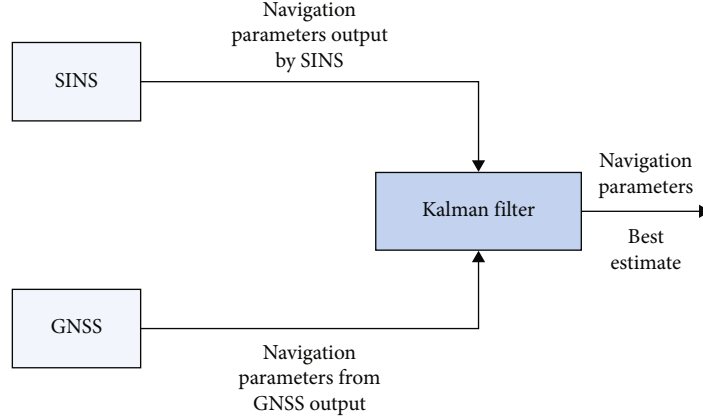 Navigation
parameters output
by SINS
SINS
Navigation
parameters
Kalman filter
Best
estimate
GNSS
Navigation
parameters from
GNSS output